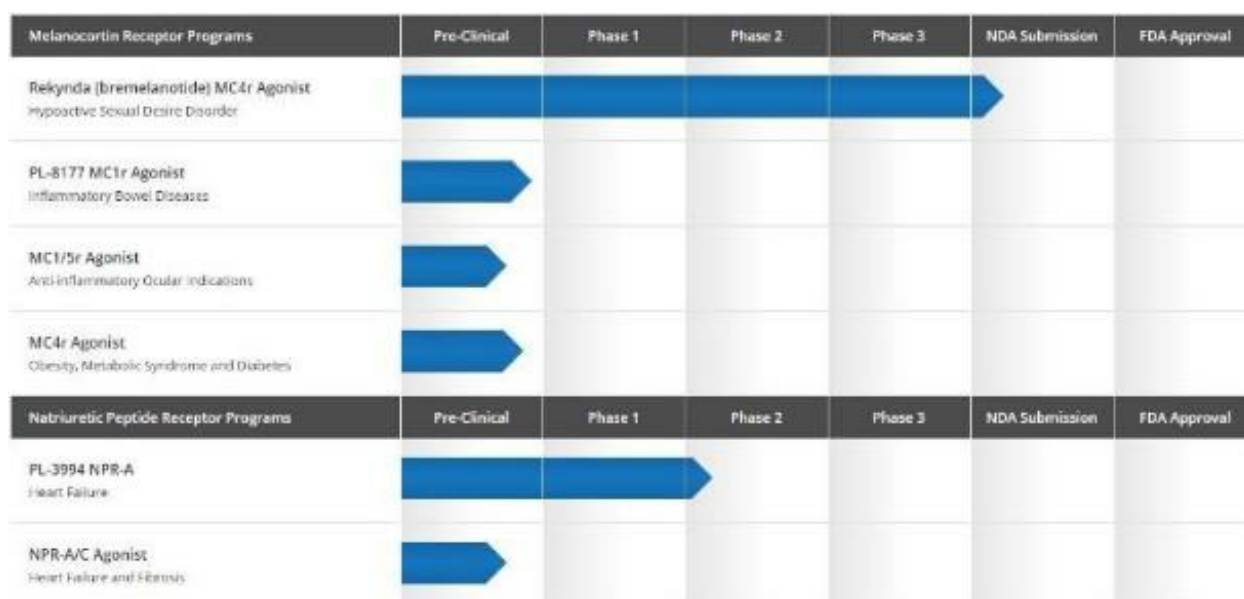 Melanocortin Receptor Programs Pre-Clinical Phase 1 Phase 2 Phase 3 NDA Submission FDA Approval
Rekynda (bremelanotide) MC4r Agonist
Hypoactive Sexual Desire Disorder
PL-8177 MC1r Agonist
Inflammatory Bowel Diseases
MC1/5r Agonist
Anti-inflammatory Ocular Indications
MC4r Agonist
Obesity, Metabolic Syndrome and Diabetes
Natriuretic Peptide Receptor Programs Pre-Clinical Phase 1 Phase 2 Phase 3 NDA Submission FDA Approval
PL-3994 NPR-A
Heart Failure
NPR-A/C Agonist
Heart Failure and Fibrosis